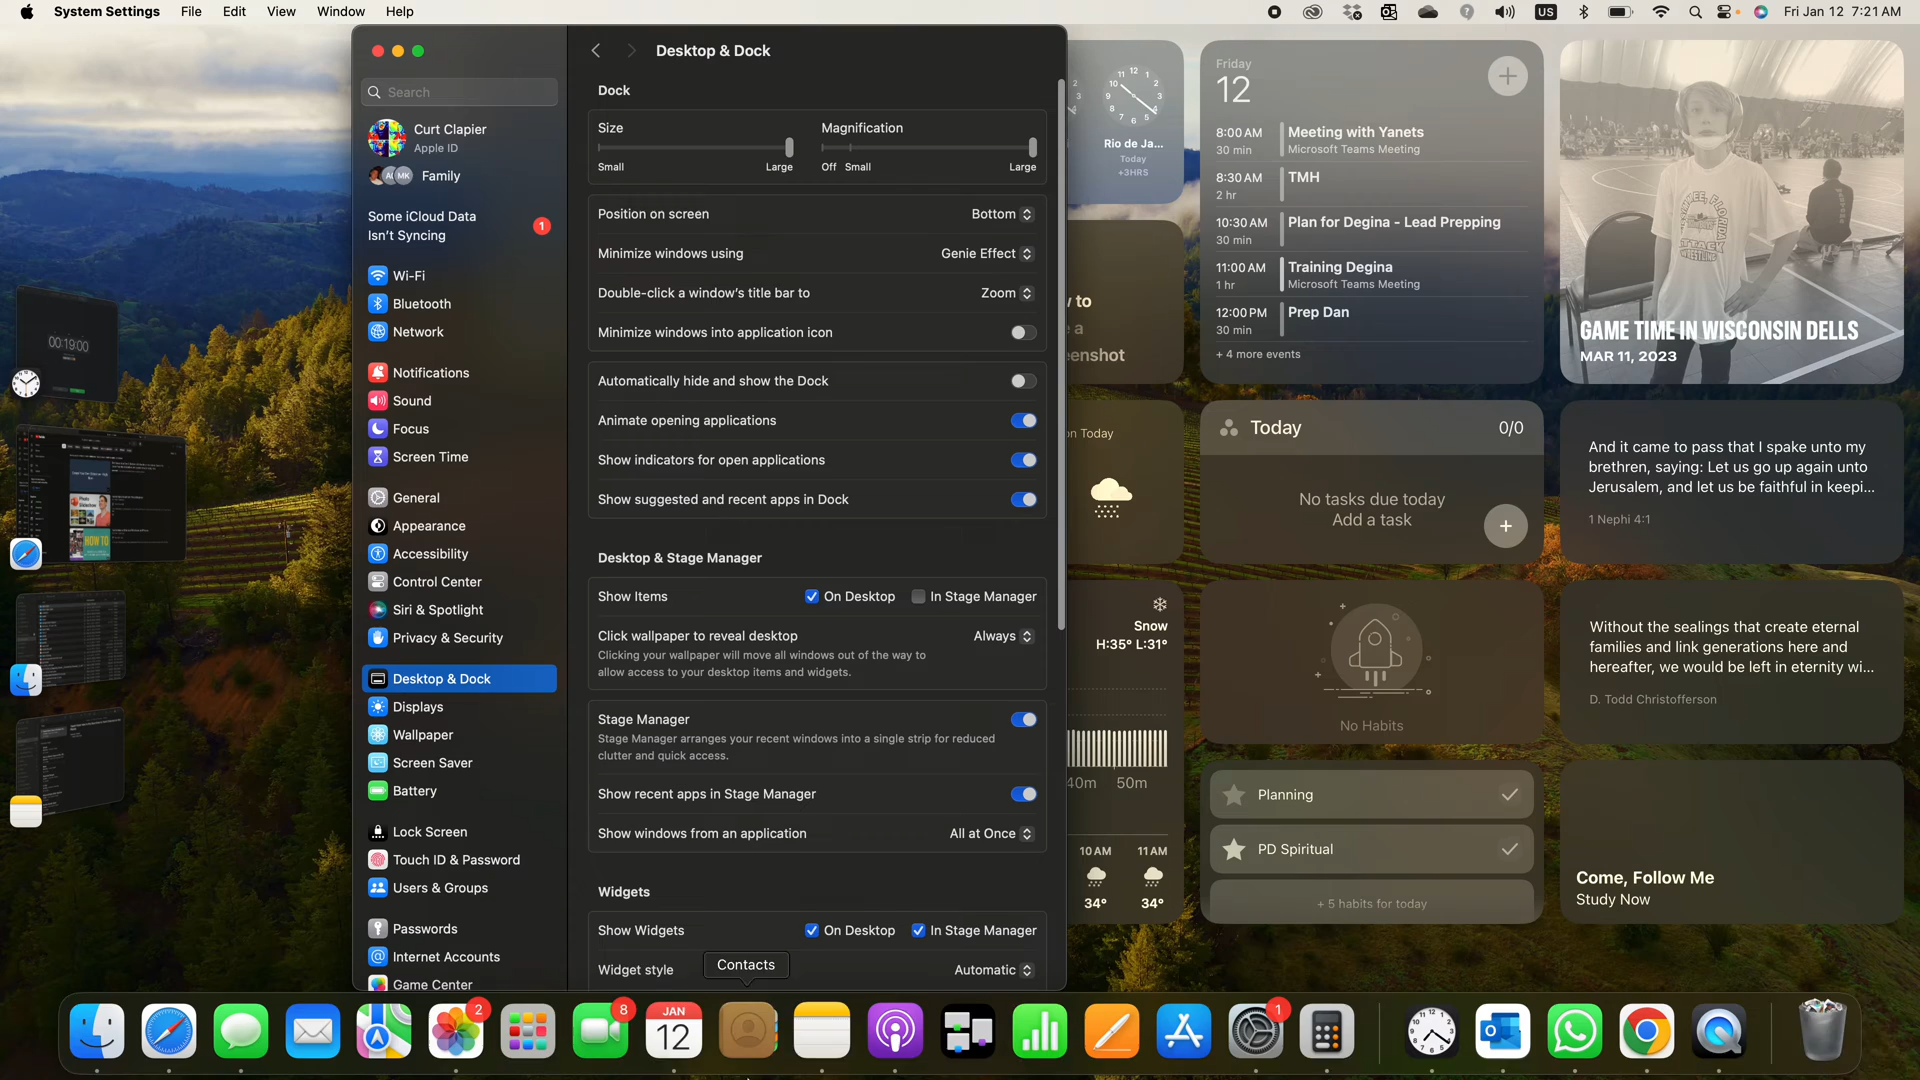 System Settings File Edit View Window Help
US Fri Jan 12 7:21 AM
Desktop & Dock
Search
Curt Clapier
Apple ID
Family
Some iCloud Data
Isn't Syncing
1
Wi-Fi
Bluetooth
Network
Notifications
Sound
Focus
Screen Time
General
Appearance
Accessibility
Control Center
Siri & Spotlight
Privacy & Security
Desktop & Dock
Displays
Wallpaper
Screen Saver
Battery
Lock Screen
Touch ID & Password
Users & Groups
Passwords
Internet Accounts
Game Center
Dock
Size Magnification
Small Large Off Small Large
Position on screen Bottom
Minimize windows using Genie Effect
Double-click a window's title bar to Zoom
Minimize windows into application icon
Automatically hide and show the Dock
Animate opening applications
Show indicators for open applications
Show suggested and recent apps in Dock
Desktop & Stage Manager
Show Items On Desktop In Stage Manager
Click wallpaper to reveal desktop Always
Clicking your wallpaper will move all windows out of the way to
allow access to your desktop items and widgets.
Stage Manager
Stage Manager arranges your recent windows into a single strip for reduced
clutter and quick access.
Show recent apps in Stage Manager
Show windows from an application All at Once
Widgets
Show Widgets On Desktop In Stage Manager
Widget style Automatic
Contacts
00:19:00
Rio de Ja...
Today
+3HRS
enshot
on Today
Snow
H:35° L:31°
40m 50m
10 AM 11 AM
34° 34°
Friday
12
8:00 AM Meeting with Yanets
30 min Microsoft Teams Meeting
8:30 AM TMH
2 hr
10:30 AM Plan for Degina - Lead Prepping
30 min
11:00 AM Training Degina
1 hr Microsoft Teams Meeting
12:00 PM Prep Dan
30 min
+ 4 more events
Today 0/0
No tasks due today
Add a task
No Habits
Planning
PD Spiritual
+ 5 habits for today
GAME TIME IN WISCONSIN DELLS
MAR 11, 2023
And it came to pass that I spake unto my
brethren, saying: Let us go up again unto
Jerusalem, and let us be faithful in keepi...
1 Nephi 4:1
Without the sealings that create eternal
families and link generations here and
hereafter, we would be left in eternity wi...
D. Todd Christofferson
Come, Follow Me
Study Now
2 8 JAN 12 1